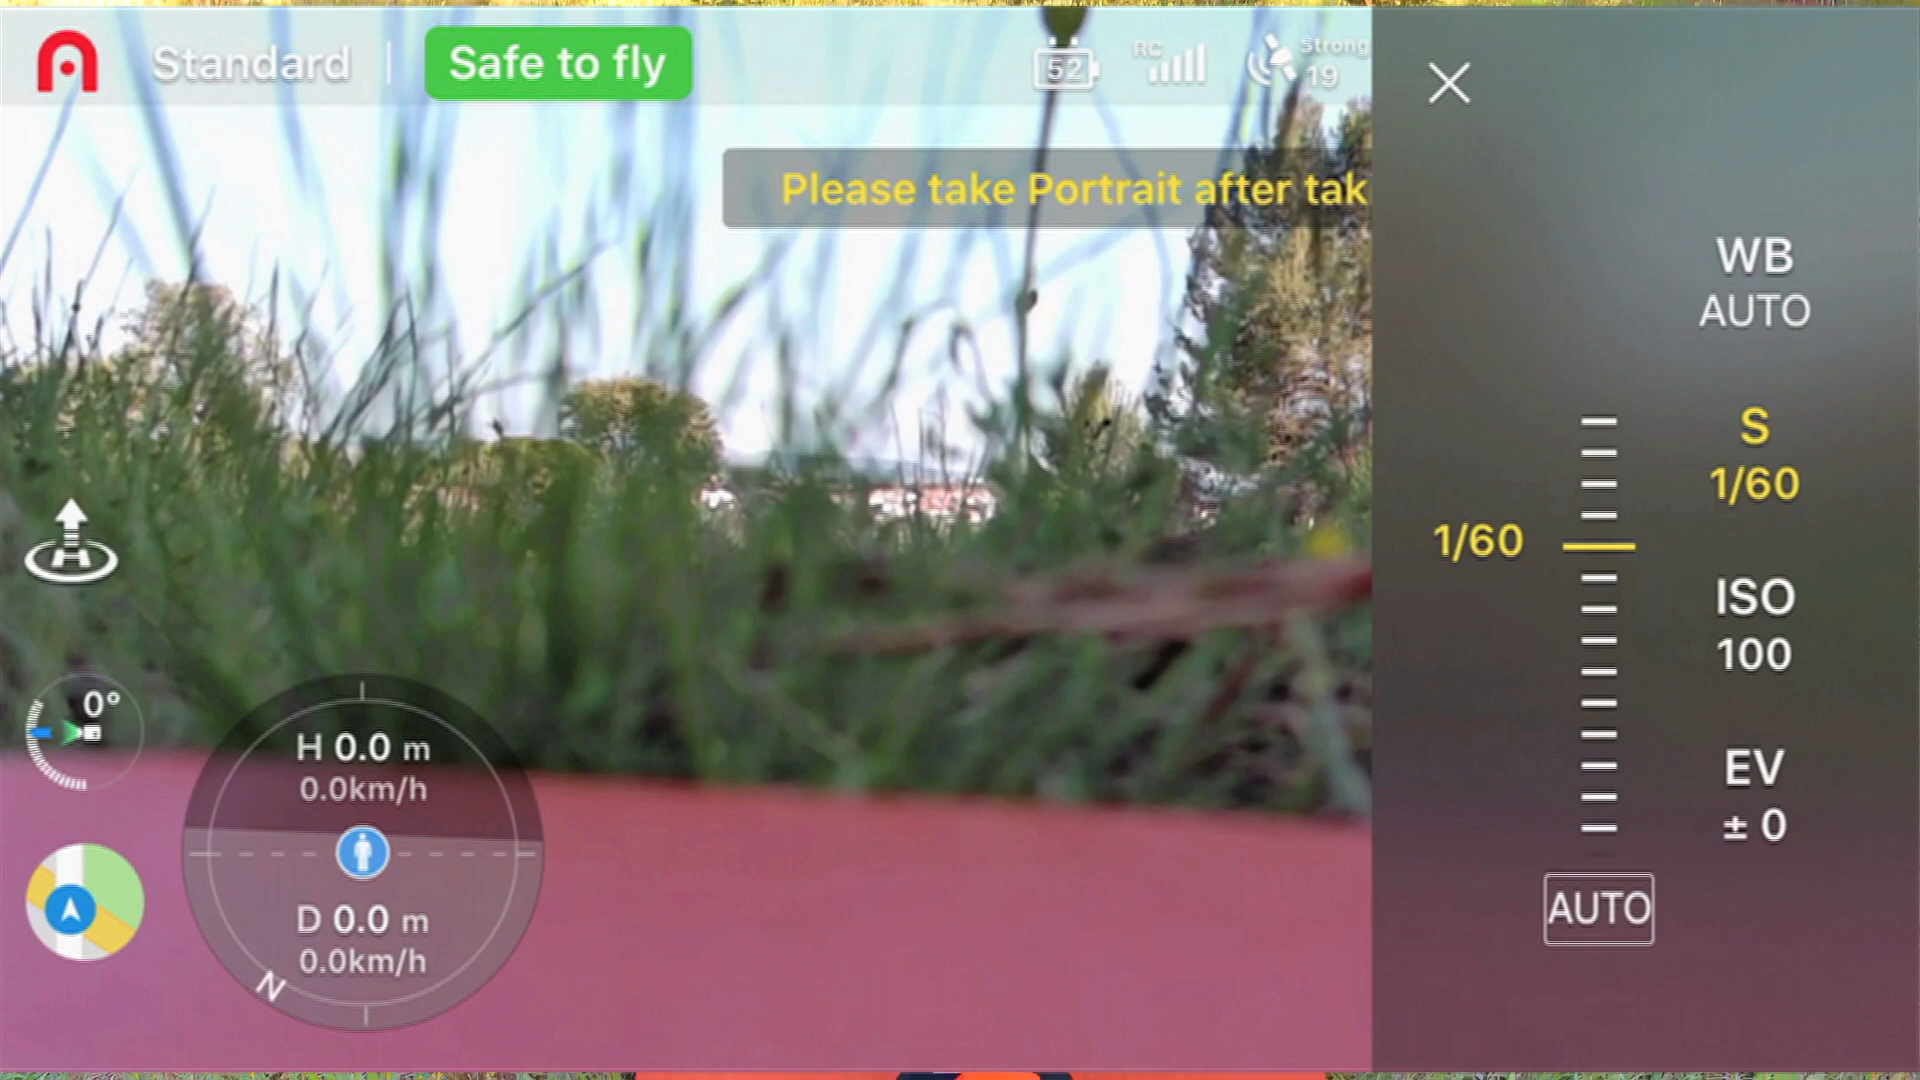 Standard
Safe to fly
52
RC
Strong
19
Please take Portrait after tak
WB
AUTO
S
1/60
1/60
ISO
100
EV
± 0
AUTO
0°
H 0.0 m
0.0km/h
D 0.0 m
0.0km/h
N